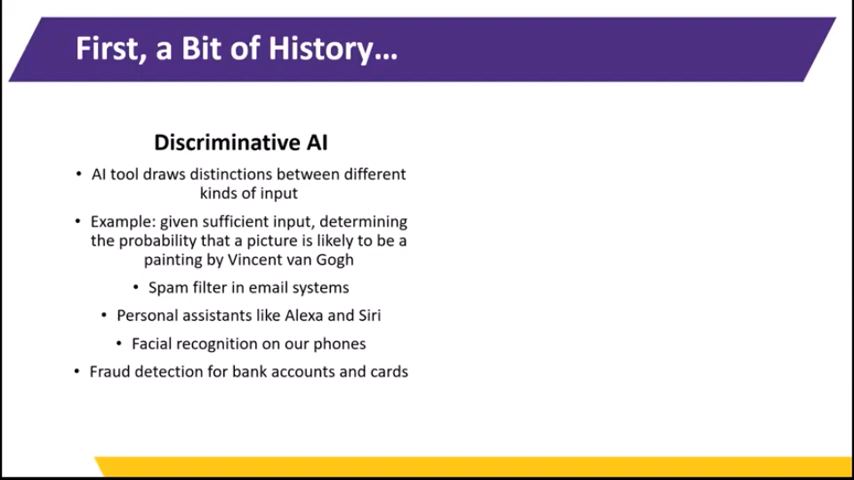 First, a Bit of History...
Discriminative AI
• AI tool draws distinctions between different
kinds of input
• Example: given sufficient input, determining
the probability that a picture is likely to be a
painting by Vincent van Gogh
• Spam filter in email systems
• Personal assistants like Alexa and Siri
• Facial recognition on our phones
• Fraud detection for bank accounts and cards